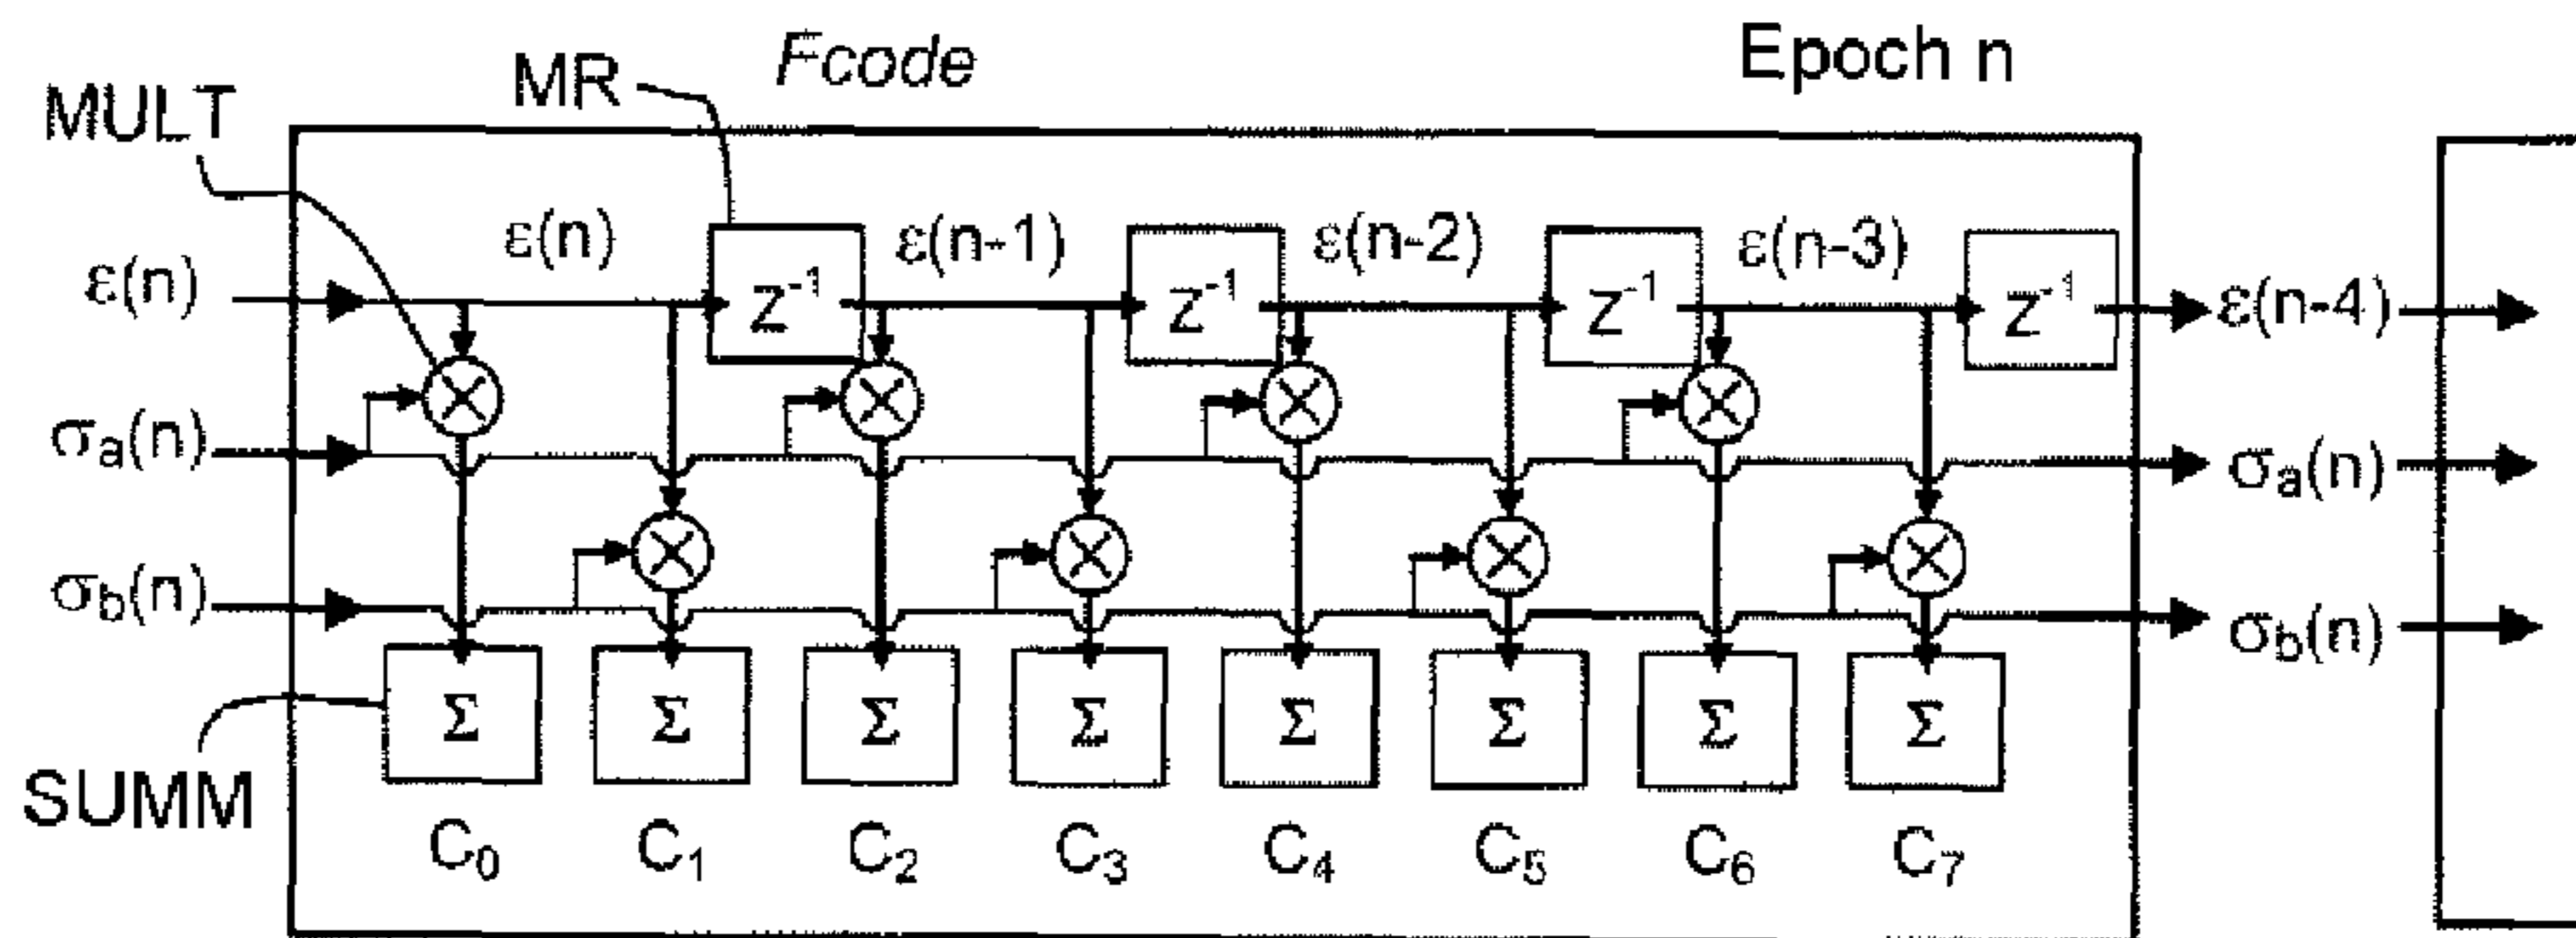 Fcode
Epoch n
MR
MULT
ε(n) ε(n-1) ε(n-2) ε(n-3)
ε(n) Z⁻¹ Z⁻¹ Z⁻¹ Z⁻¹ ε(n-4)
σa(n) σa(n)
σb(n) σb(n)
Σ Σ Σ Σ Σ Σ Σ Σ
SUMM
C₀ C₁ C₂ C₃ C₄ C₅ C₆ C₇